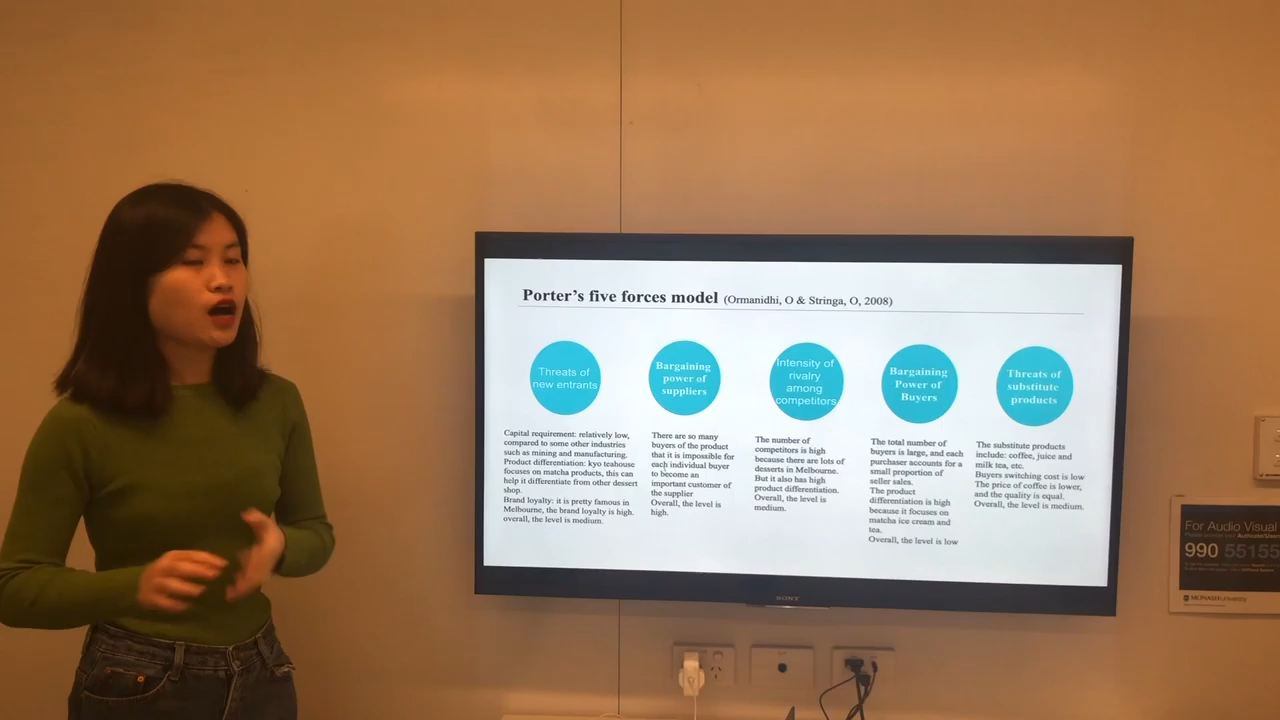 Porter's five forces model (Ormanidhi, O & Stringa, O, 2008)
Threats of
new entrants
Bargaining
power of
suppliers
Intensity of
rivalry
among
competitors
Bargaining
Power of
Buyers
Threats of
substitute
products
Capital requirement: relatively low,
compared to some other industries
such as mining and manufacturing.
Product differentiation: kyo teahouse
focuses on matcha products, this can
help it differentiate from other dessert
shop.
Brand loyalty: it is pretty famous in
Melbourne, the brand loyalty is high.
overall, the level is medium.
There are so many
buyers of the product
that it is impossible for
each individual buyer
to become an
important customer of
the supplier
Overall, the level is
high.
The number of
competitors is high
because there are lots of
desserts in Melbourne.
But it also has high
product differentiation.
Overall, the level is
medium.
The total number of
buyers is large, and each
purchaser accounts for a
small proportion of
seller sales.
The product
differentiation is high
because it focuses on
matcha ice cream and
tea.
Overall, the level is low
The substitute products
include: coffee, juice and
milk tea, etc.
Buyers switching cost is low
The price of coffee is lower,
and the quality is equal.
Overall, the level is medium.
SONY
For Audio Visual
990 55155
MONASH University